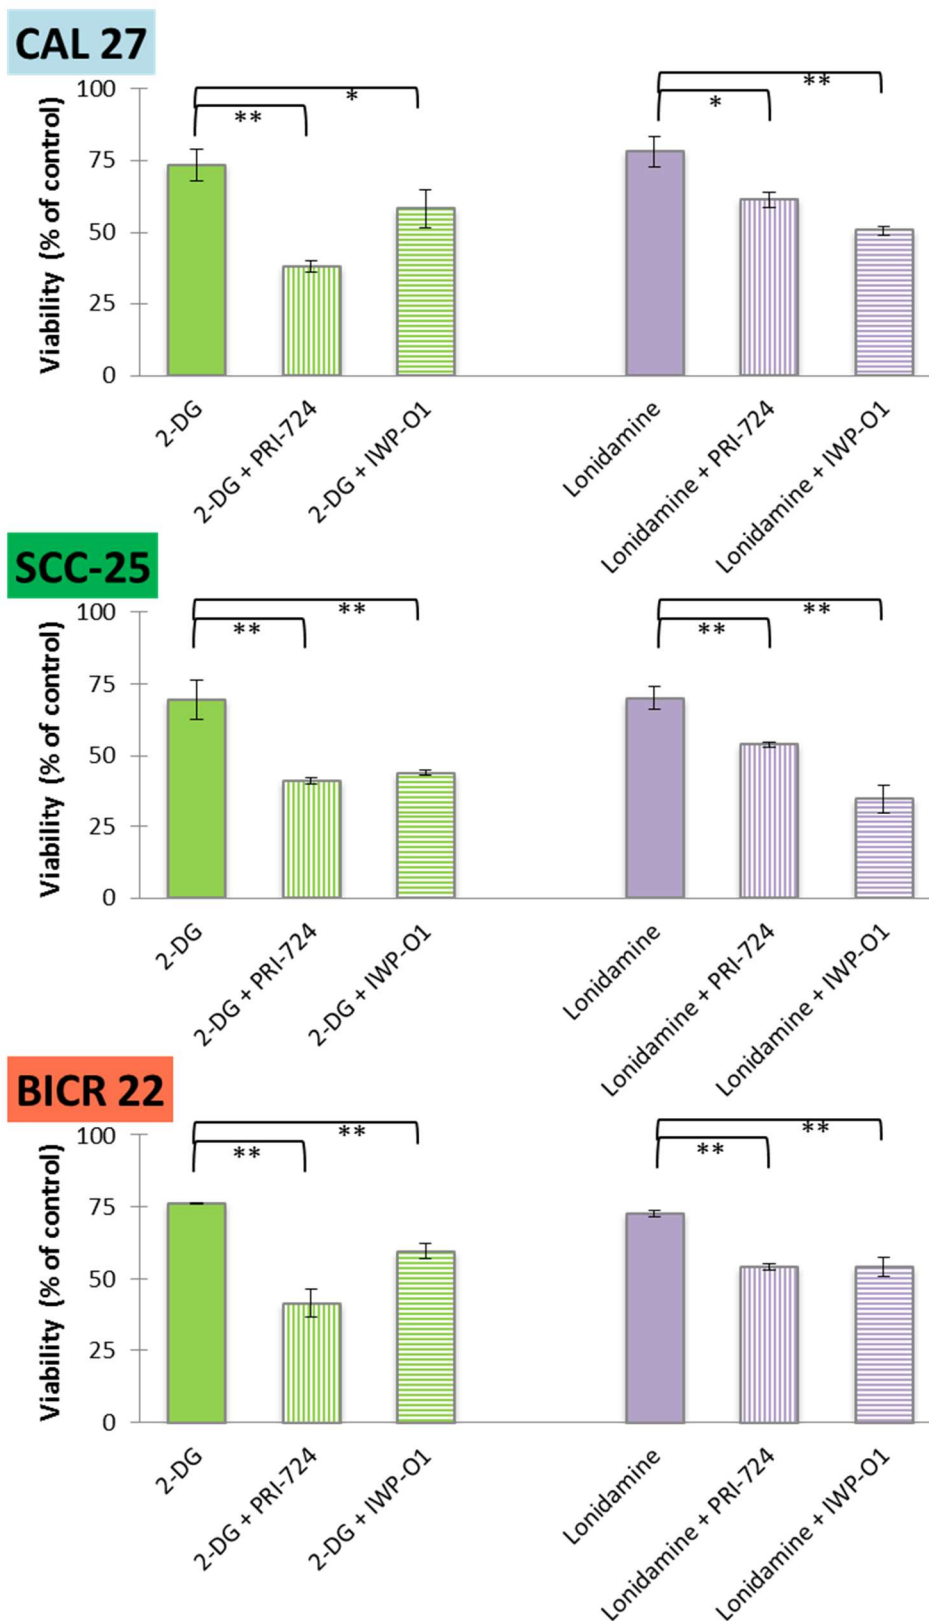 CAL 27
Viability (% of control)
100
75
50
25
0
**
*
*
**
2-DG
2-DG + PRI-724
2-DG + IWP-O1
Lonidamine
Lonidamine + PRI-724
Lonidamine + IWP-O1
SCC-25
Viability (% of control)
100
75
50
25
0
**
**
**
**
2-DG
2-DG + PRI-724
2-DG + IWP-O1
Lonidamine
Lonidamine + PRI-724
Lonidamine + IWP-O1
BICR 22
Viability (% of control)
100
75
50
25
0
**
**
**
**
2-DG
2-DG + PRI-724
2-DG + IWP-O1
Lonidamine
Lonidamine + PRI-724
Lonidamine + IWP-O1